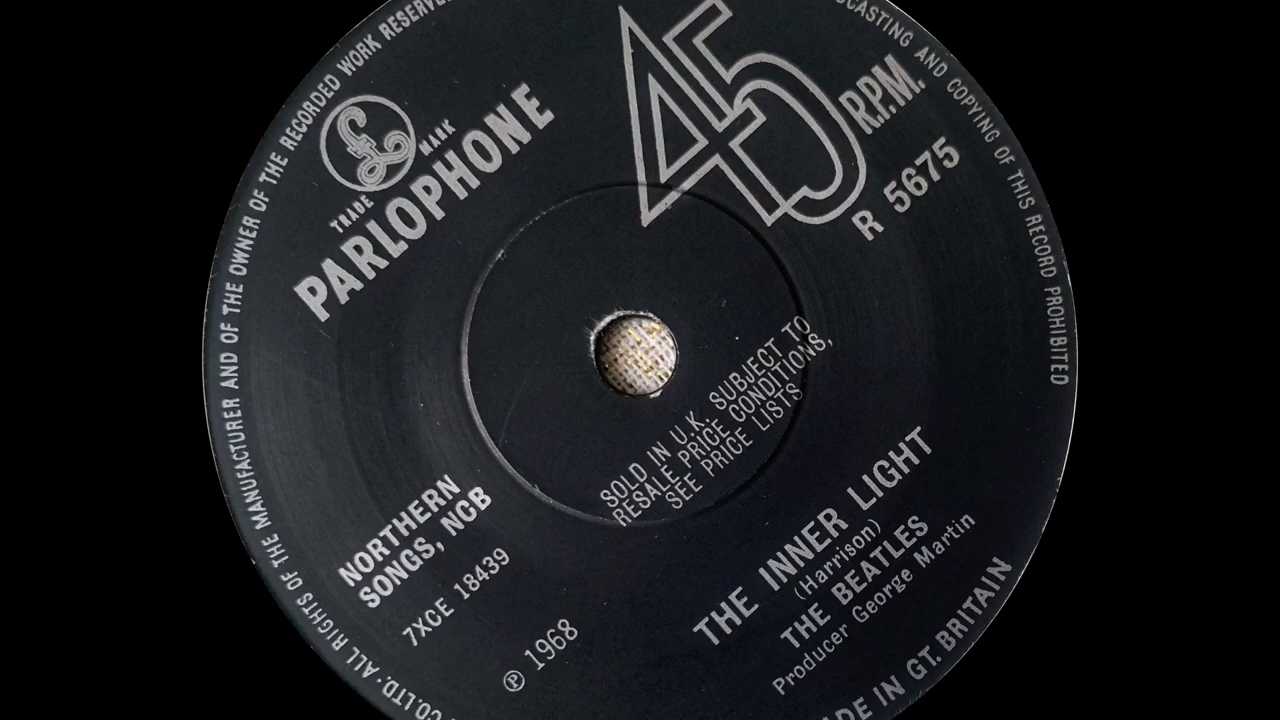 CO.LTD· ALL RIGHTS OF THE MANUFACTURER AND OF THE OWNER OF THE RECORDED WORK RESERVED
AND COPYING OF THIS RECORD PROHIBITED
£
TRADE MARK
PARLOPHONE
45 R.P.M.
R 5675
SOLD IN U.K. SUBJECT TO
RESALE PRICE CONDITIONS,
SEE PRICE LISTS
NORTHERN
SONGS, NCB
7XCE 18439
Ⓟ 1968
THE INNER LIGHT
(Harrison)
THE BEATLES
Producer George Martin
IN GT. BRITAIN